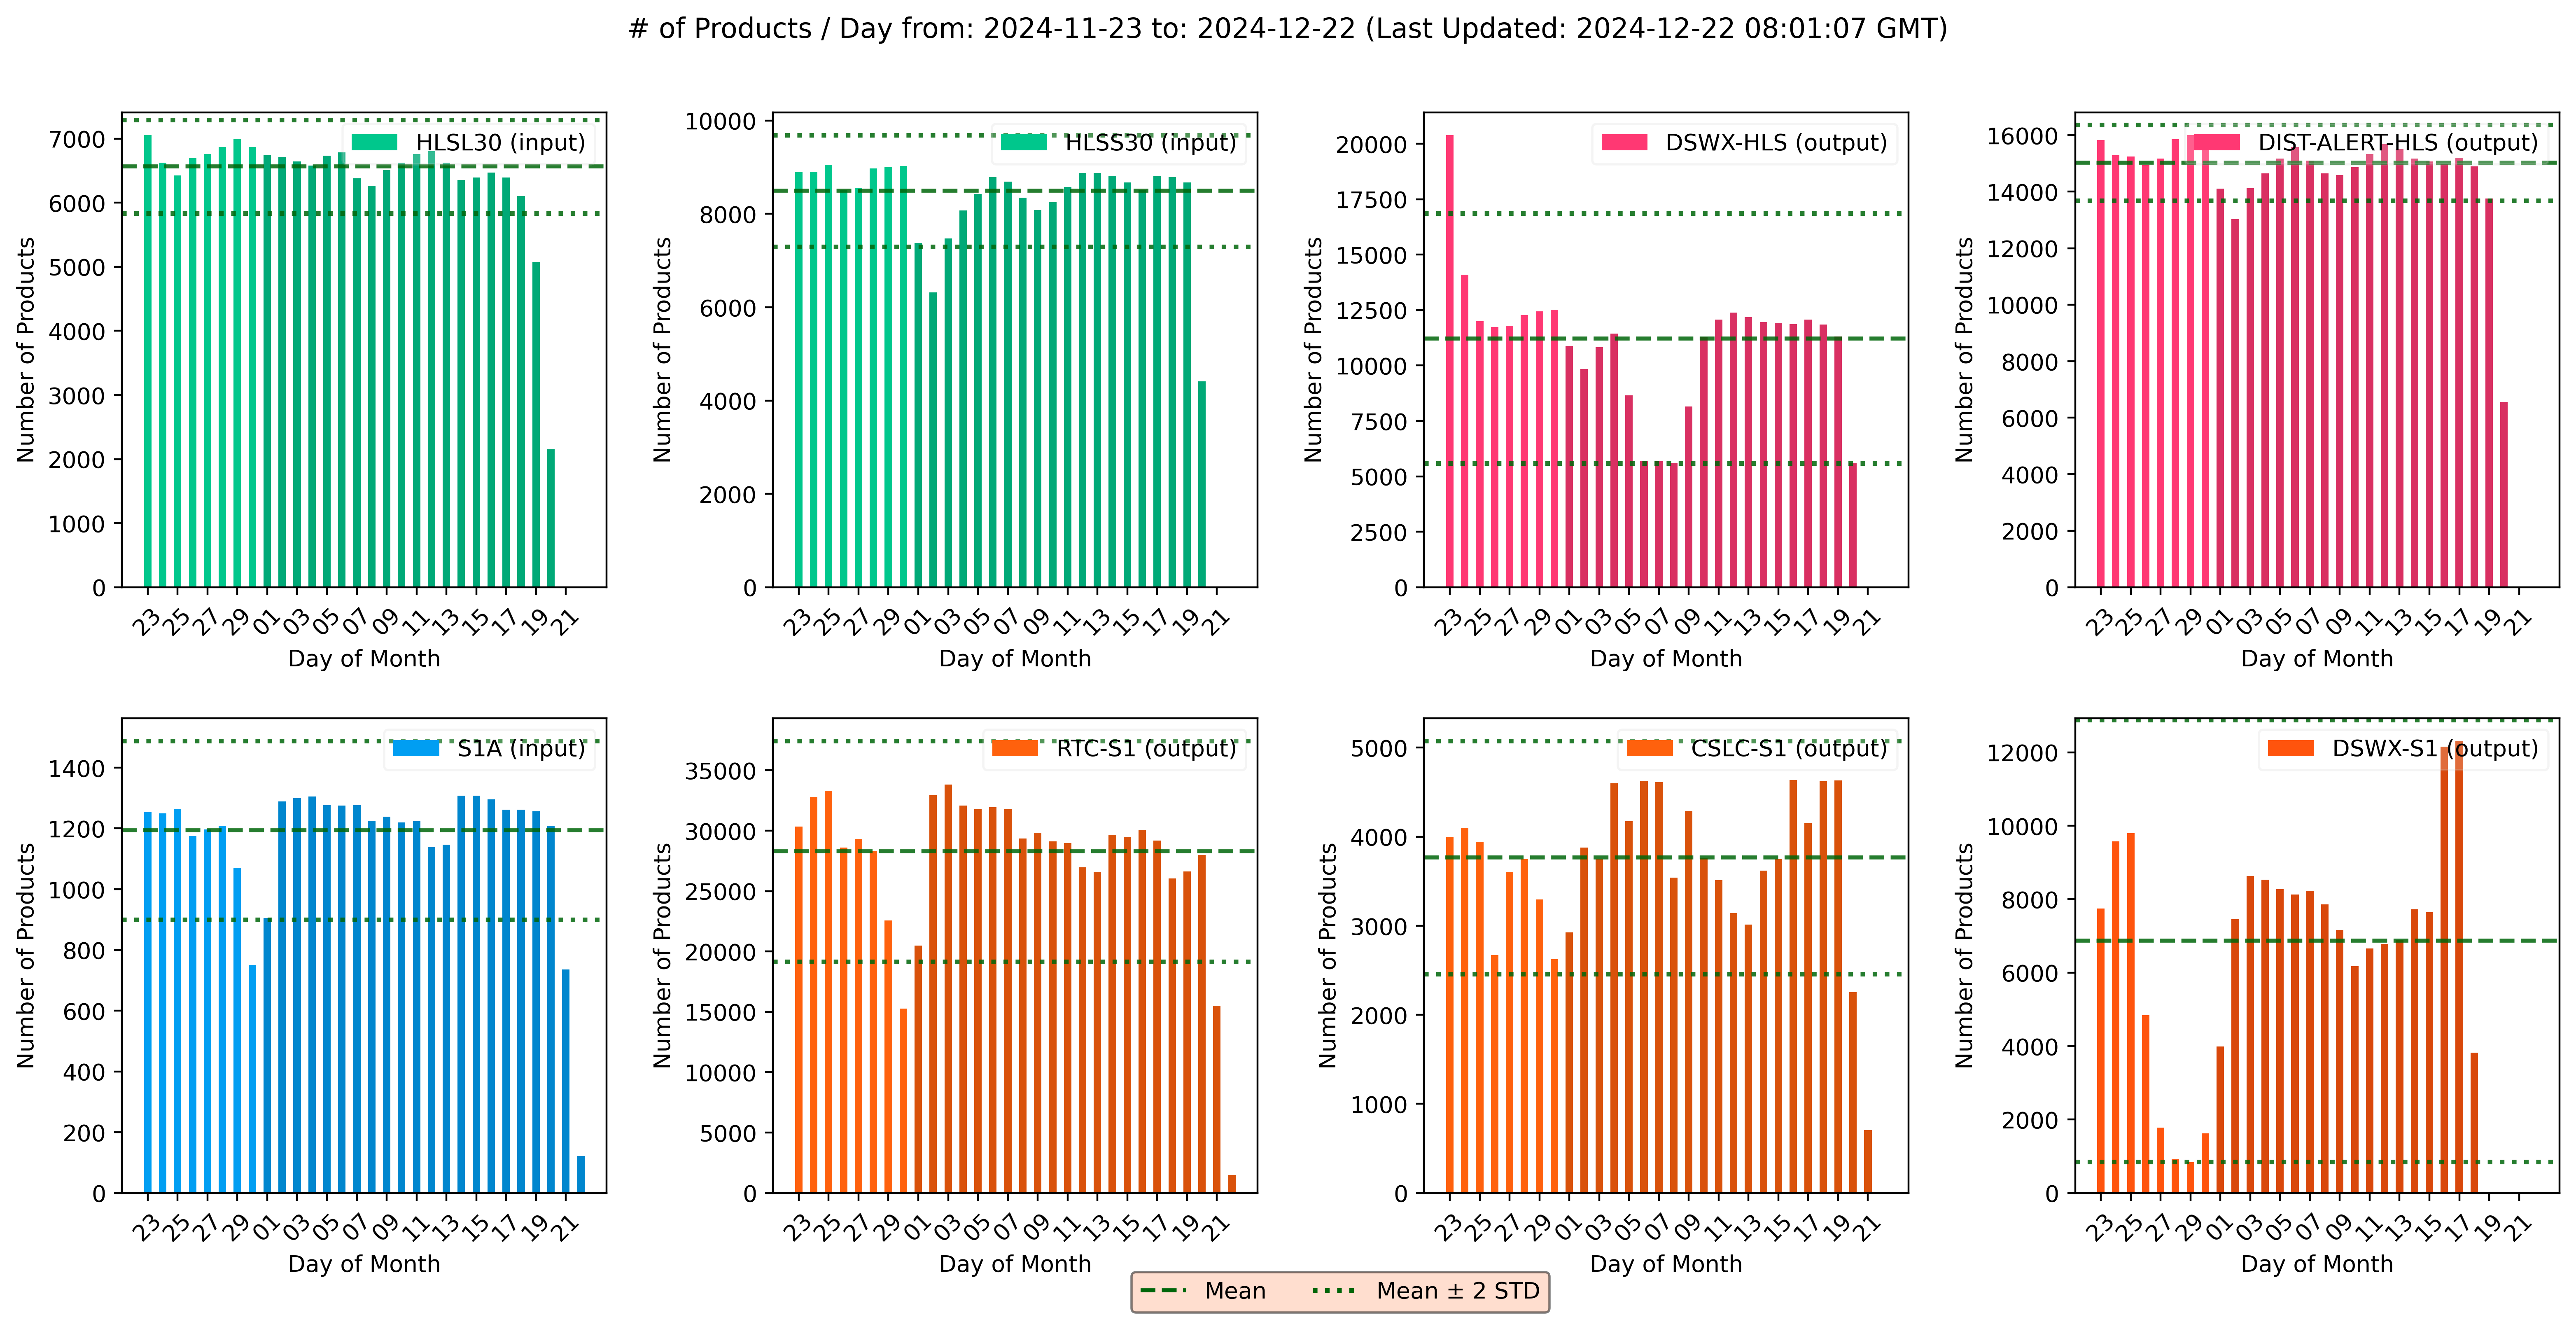 # of Products / Day from: 2024-11-23 to: 2024-12-22 (Last Updated: 2024-12-22 08:01:07 GMT)
HLSL30 (input)
Number of Products
7000
6000
5000
4000
3000
2000
1000
0
23 25 27 29 01 03 05 07 09 11 13 15 17 19 21
Day of Month
HLSS30 (input)
Number of Products
10000
8000
6000
4000
2000
0
23 25 27 29 01 03 05 07 09 11 13 15 17 19 21
Day of Month
DSWX-HLS (output)
Number of Products
20000
17500
15000
12500
10000
7500
5000
2500
0
23 25 27 29 01 03 05 07 09 11 13 15 17 19 21
Day of Month
DIST-ALERT-HLS (output)
Number of Products
16000
14000
12000
10000
8000
6000
4000
2000
0
23 25 27 29 01 03 05 07 09 11 13 15 17 19 21
Day of Month
S1A (input)
Number of Products
1400
1200
1000
800
600
400
200
0
23 25 27 29 01 03 05 07 09 11 13 15 17 19 21
Day of Month
RTC-S1 (output)
Number of Products
35000
30000
25000
20000
15000
10000
5000
0
23 25 27 29 01 03 05 07 09 11 13 15 17 19 21
Day of Month
CSLC-S1 (output)
Number of Products
5000
4000
3000
2000
1000
0
23 25 27 29 01 03 05 07 09 11 13 15 17 19 21
Day of Month
DSWX-S1 (output)
Number of Products
12000
10000
8000
6000
4000
2000
0
23 25 27 29 01 03 05 07 09 11 13 15 17 19 21
Day of Month
Mean
Mean ± 2 STD